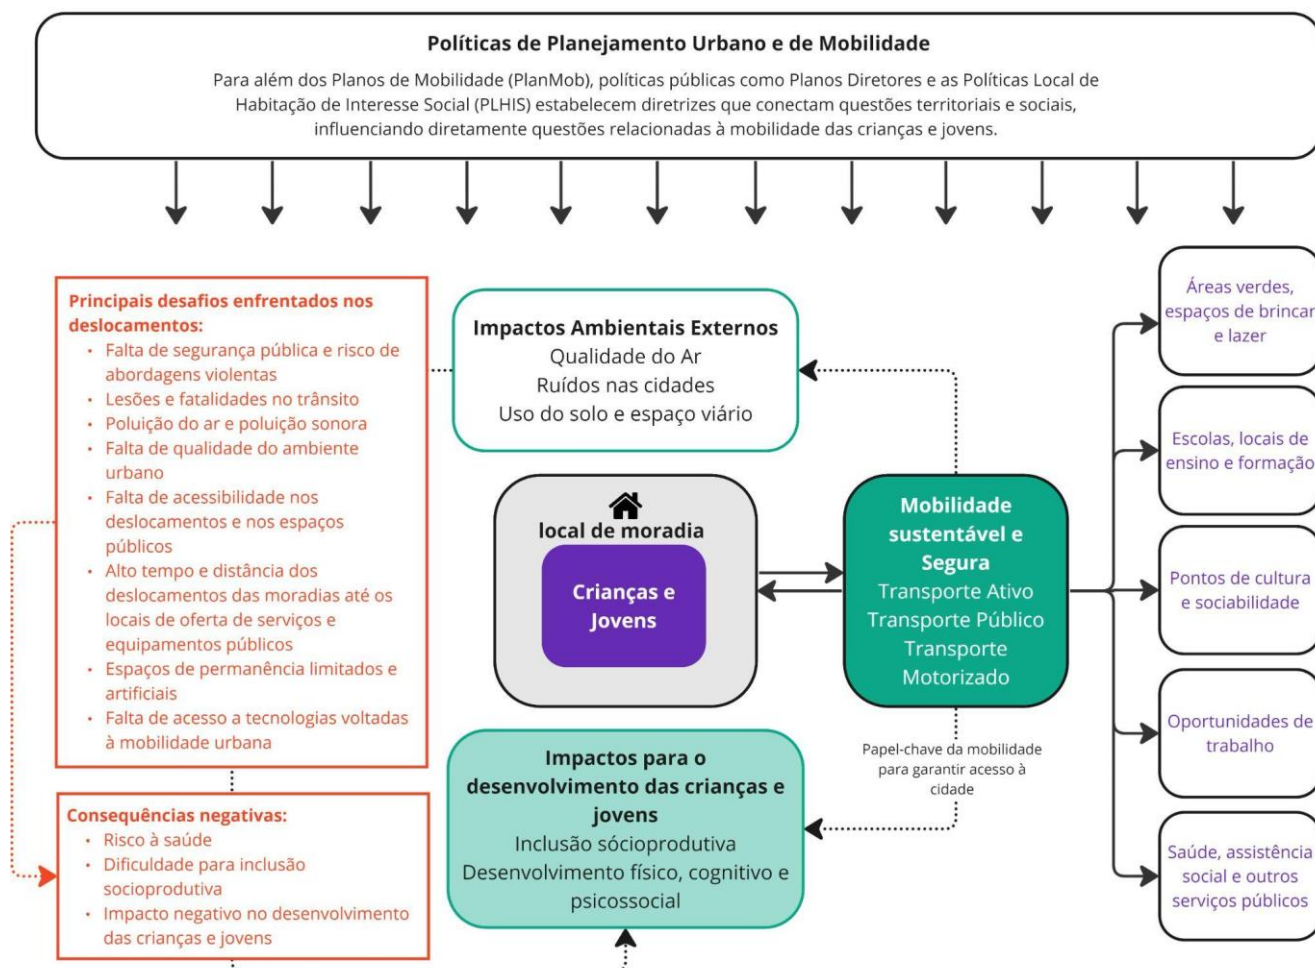 Políticas de Planejamento Urbano e de Mobilidade
Para além dos Planos de Mobilidade (PlanMob), políticas públicas como Planos Diretores e as Políticas Local de
Habitação de Interesse Social (PLHIS) estabelecem diretrizes que conectam questões territoriais e sociais,
influenciando diretamente questões relacionadas à mobilidade das crianças e jovens.
Principais desafios enfrentados nos
deslocamentos:
• Falta de segurança pública e risco de
abordagens violentas
• Lesões e fatalidades no trânsito
• Poluição do ar e poluição sonora
• Falta de qualidade do ambiente
urbano
• Falta de acessibilidade nos
deslocamentos e nos espaços
públicos
• Alto tempo e distância dos
deslocamentos das moradias até os
locais de oferta de serviços e
equipamentos públicos
• Espaços de permanência limitados e
artificiais
• Falta de acesso a tecnologias voltadas
à mobilidade urbana
Consequências negativas:
• Risco à saúde
• Dificuldade para inclusão
socioprodutiva
• Impacto negativo no desenvolvimento
das crianças e jovens
Impactos Ambientais Externos
Qualidade do Ar
Ruídos nas cidades
Uso do solo e espaço viário
local de moradia
Crianças e
Jovens
Impactos para o
desenvolvimento das crianças e
jovens
Inclusão sócioprodutiva
Desenvolvimento físico, cognitivo e
psicossocial
Mobilidade
sustentável e
Segura
Transporte Ativo
Transporte Público
Transporte
Motorizado
Papel-chave da mobilidade
para garantir acesso à
cidade
Áreas verdes,
espaços de brincar
e lazer
Escolas, locais de
ensino e formação
Pontos de cultura
e sociabilidade
Oportunidades de
trabalho
Saúde, assistência
social e outros
serviços públicos